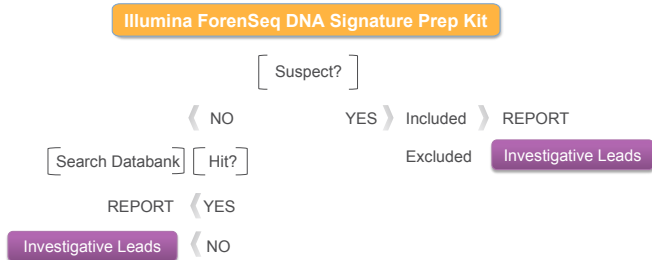 Illumina ForenSeq DNA Signature Prep Kit
Suspect?
NO YES Included REPORT
Search Databank Hit? Excluded Investigative Leads
REPORT YES
Investigative Leads NO